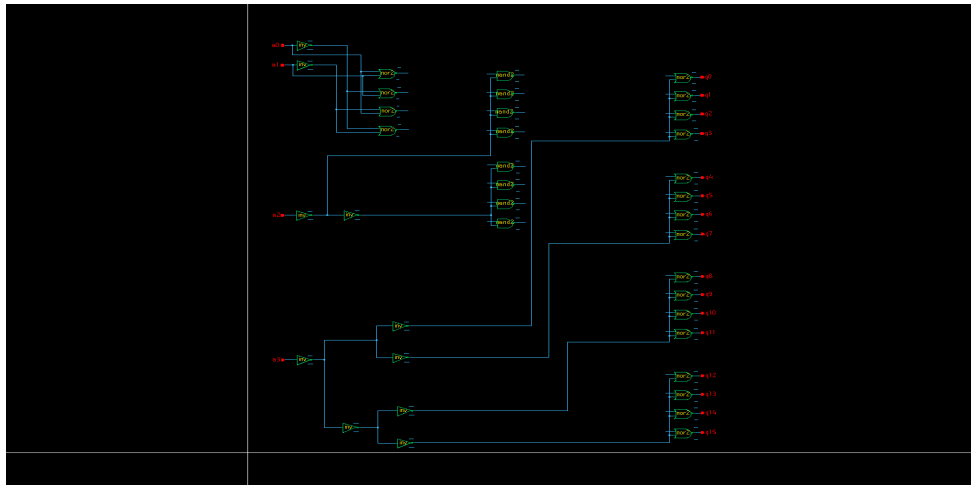 a0
inv
a1
inv
nor2
nor2
nor2
nor2
nand2
nand2
nand2
nand2
nand2
nand2
nand2
nand2
a2
inv
inv
a3
inv
inv
inv
inv
inv
inv
nor2
q0
nor2
q1
nor2
q2
nor2
q3
nor2
q4
nor2
q5
nor2
q6
nor2
q7
nor2
q8
nor2
q9
nor2
q10
nor2
q11
nor2
q12
nor2
q13
nor2
q14
nor2
q15